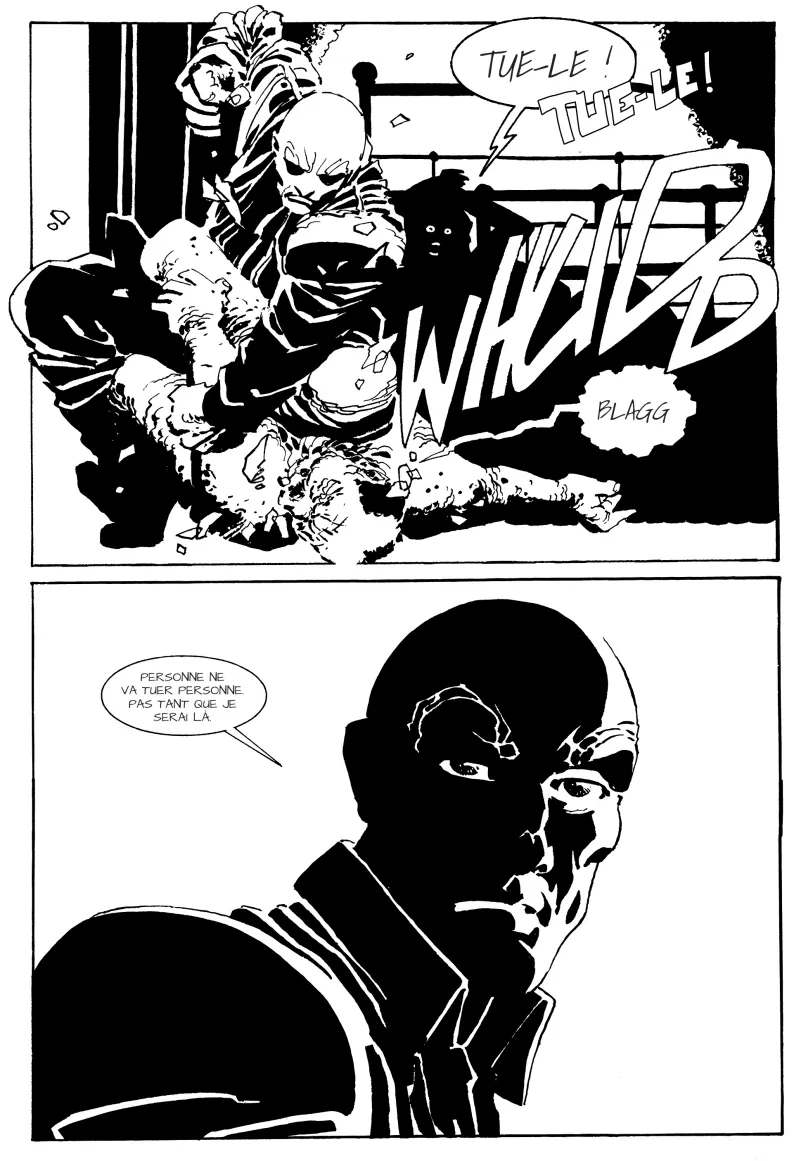 TUE-LE !
TUE-LE !
WHUD
BLAGG
PERSONNE NE
VA TUER PERSONNE.
PAS TANT QUE JE
SERAI LÀ.